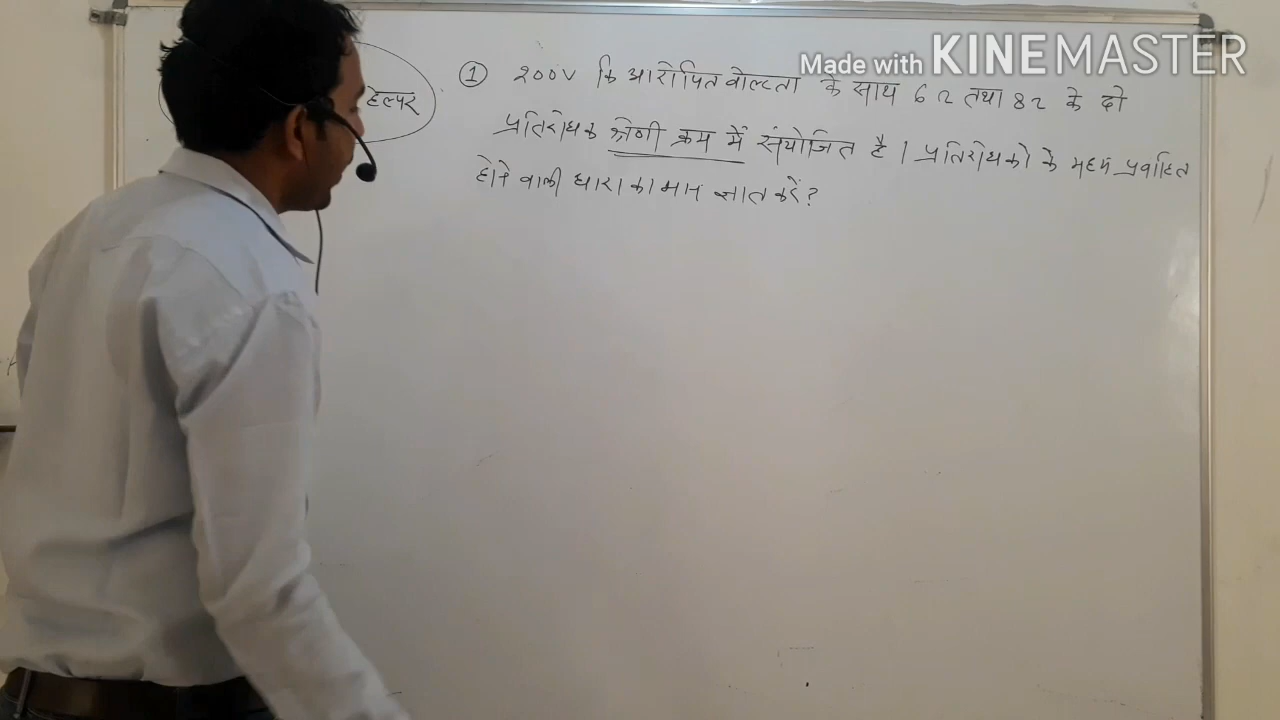 Made with KINEMASTER
हेल्पर
① 200V कि आरोपित वोल्टता के साथ 6Ω तथा 8Ω के दो
प्रतिरोधक श्रेणी क्रम में संयोजित है । प्रतिरोधको के मध्य प्रवाहित
होने वाली धारा का मान ज्ञात करें ?